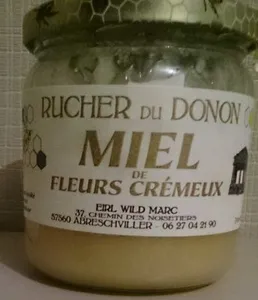 RUCHER DU DONON
MIEL
DE
FLEURS CRÉMEUX
EIRL WILD MARC
37, CHEMIN DES NOISETIERS
57560 ABRESCHVILLER - 06 27 04 21 90